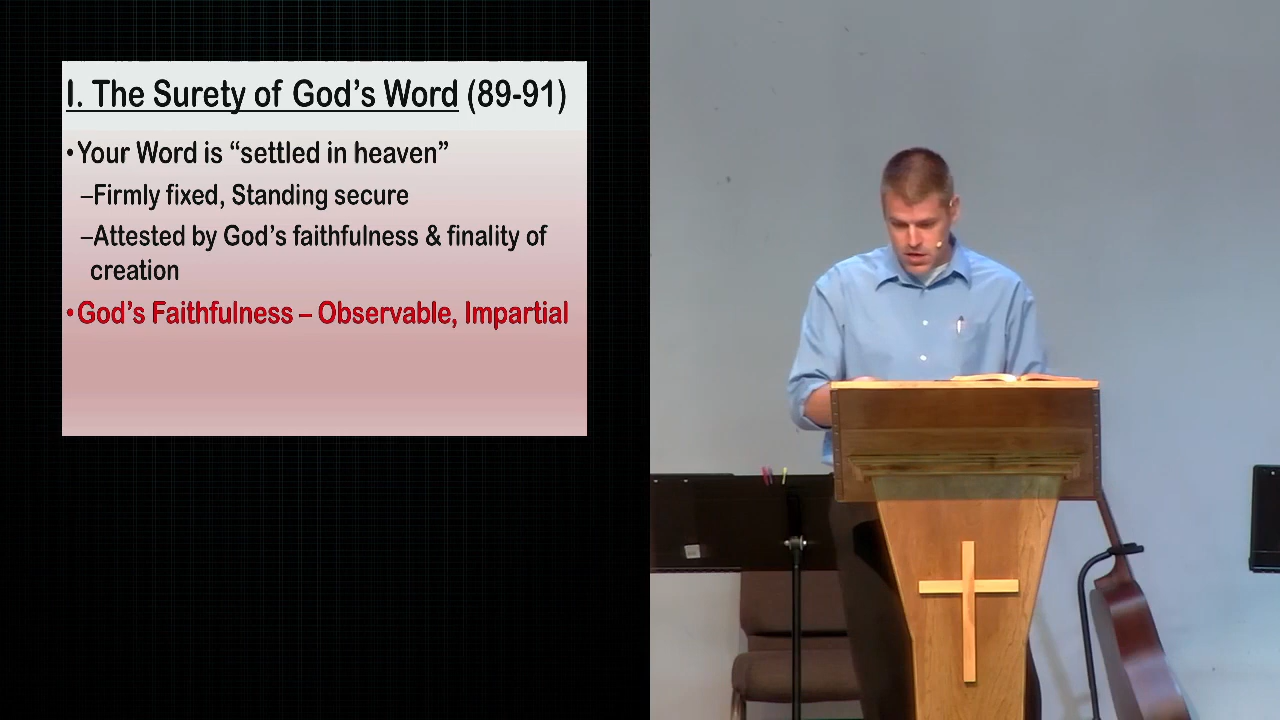 I. The Surety of God’s Word (89-91)
•Your Word is “settled in heaven”
–Firmly fixed, Standing secure
–Attested by God’s faithfulness & finality of
creation
•God’s Faithfulness – Observable, Impartial